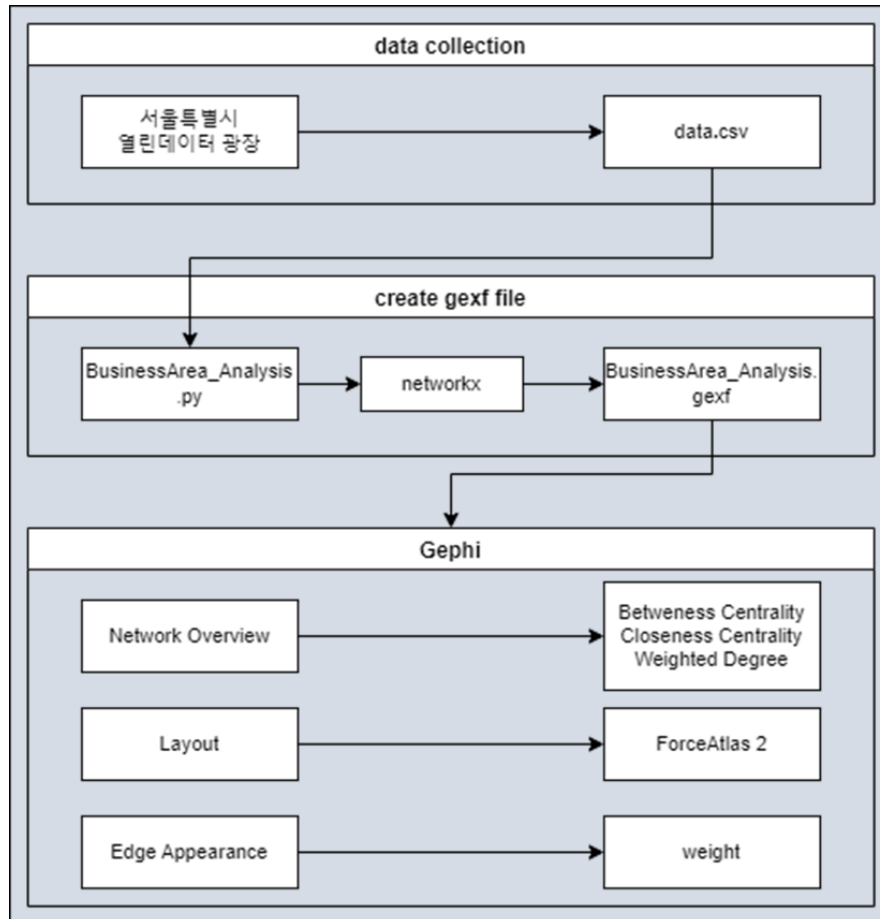 data collection
서울특별시
열린데이터 광장
data.csv
create gexf file
BusinessArea_Analysis
.py
networkx
BusinessArea_Analysis.
gexf
Gephi
Network Overview
Betweness Centrality
Closeness Centrality
Weighted Degree
Layout
ForceAtlas 2
Edge Appearance
weight